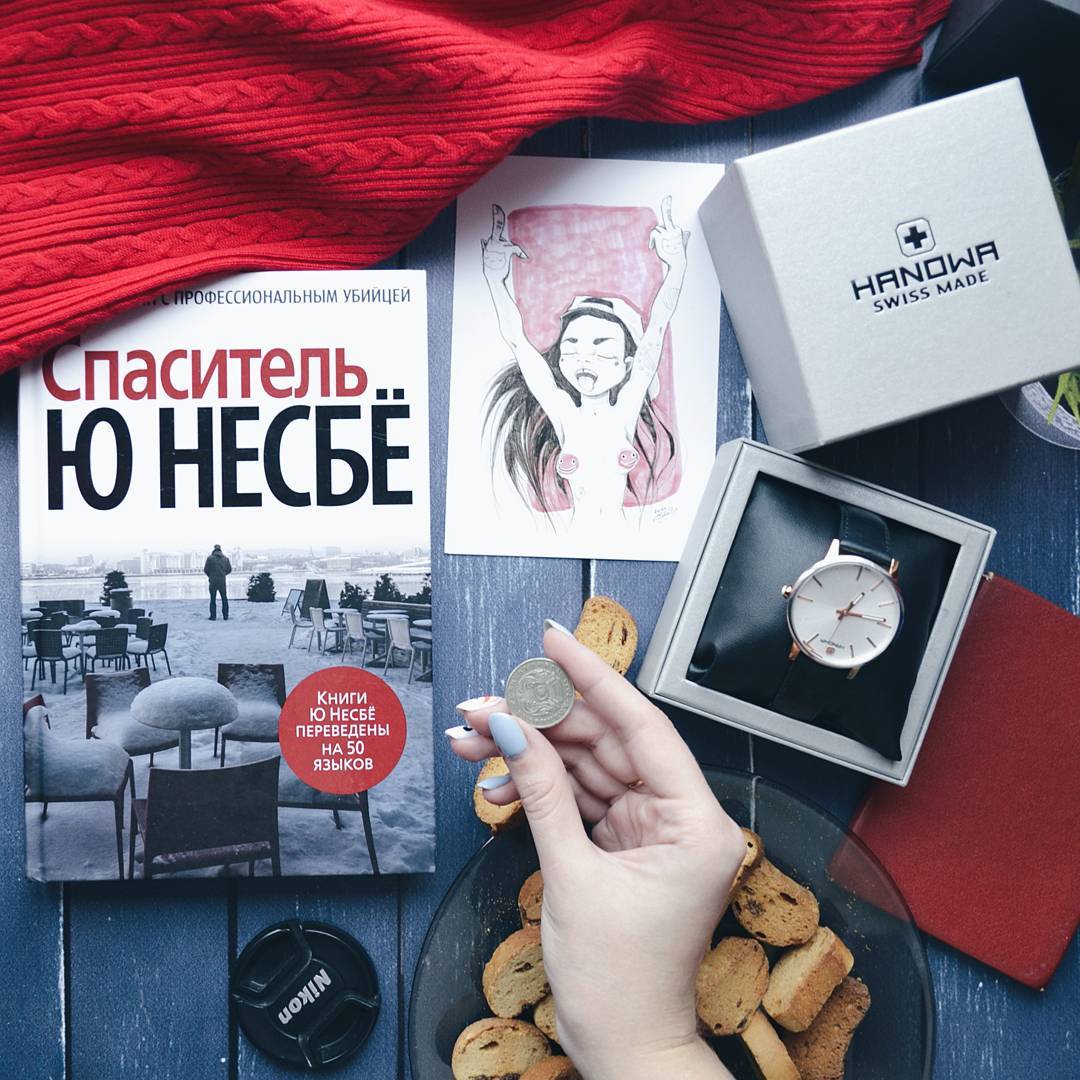 С ПРОФЕССИОНАЛЬНЫМ УБИЙЦЕЙ
Спаситель
Ю НЕСБЁ
Книги
Ю Несбё
переведены
на 50
языков
HANOWA
SWISS MADE
Nikon